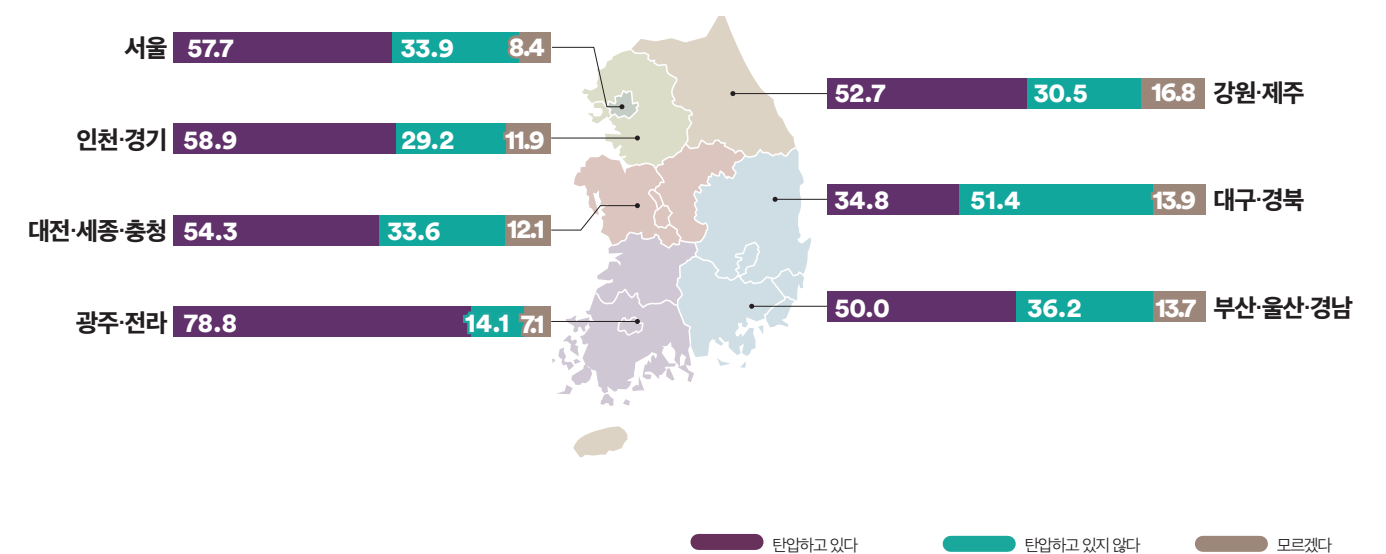 서울 57.7 33.9 8.4
인천·경기 58.9 29.2 11.9
대전·세종·충청 54.3 33.6 12.1
광주·전라 78.8 14.1 7.1
52.7 30.5 16.8 강원·제주
34.8 51.4 13.9 대구·경북
50.0 36.2 13.7 부산·울산·경남
탄압하고 있다 탄압하고 있지 않다 모르겠다